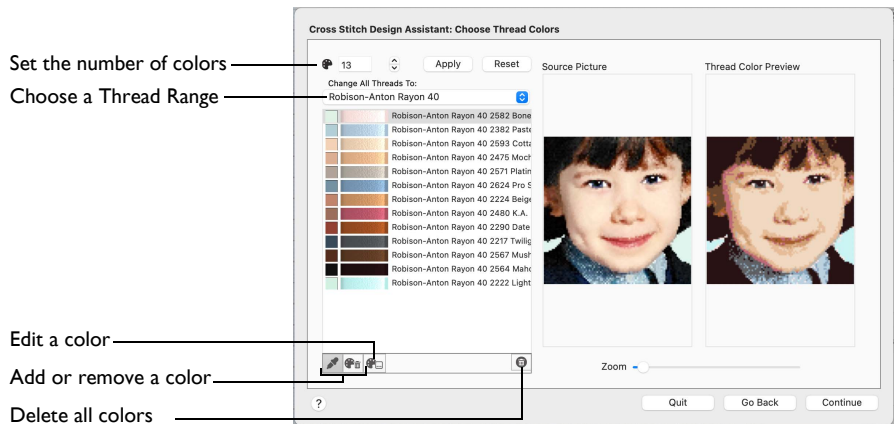 Cross Stitch Design Assistant: Choose Thread Colors
Set the number of colors
13
Apply
Reset
Source Picture
Thread Color Preview
Change All Threads To:
Choose a Thread Range
Robison-Anton Rayon 40
Robison-Anton Rayon 40 2582 Bone
Robison-Anton Rayon 40 2382 Paste
Robison-Anton Rayon 40 2593 Cotta
Robison-Anton Rayon 40 2475 Moch
Robison-Anton Rayon 40 2571 Platin
Robison-Anton Rayon 40 2624 Pro S
Robison-Anton Rayon 40 2224 Beige
Robison-Anton Rayon 40 2480 K.A.
Robison-Anton Rayon 40 2290 Date
Robison-Anton Rayon 40 2217 Twilig
Robison-Anton Rayon 40 2567 Mush
Robison-Anton Rayon 40 2564 Maho
Robison-Anton Rayon 40 2222 Light
Edit a color
Add or remove a color
Zoom
Delete all colors
?
Quit
Go Back
Continue